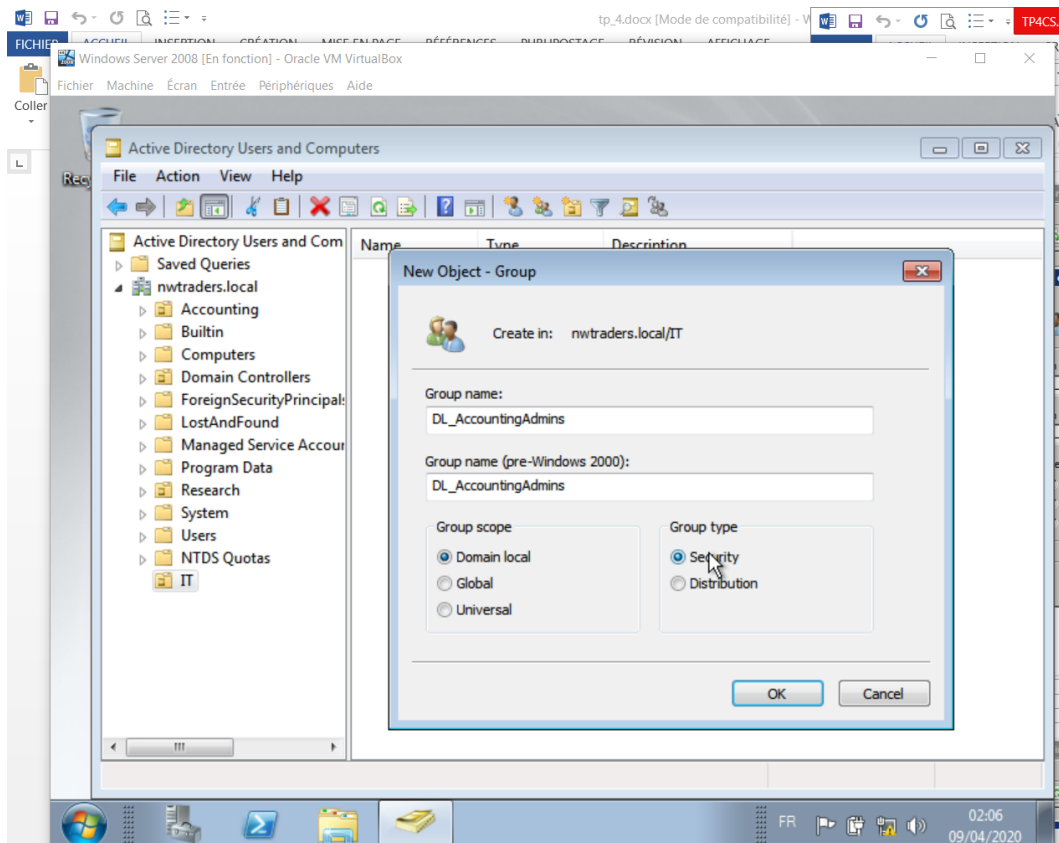 tp_4.docx [Mode de compatibilité] - W
TP4CS.
FICHIER ACCUEIL INSERTION CRÉATION MISE EN PAGE RÉFÉRENCES PUBLIPOSTAGE RÉVISION AFFICHAGE
Windows Server 2008 [En fonction] - Oracle VM VirtualBox
Fichier Machine Écran Entrée Périphériques Aide
Coller
Active Directory Users and Computers
File Action View Help
Active Directory Users and Com
Name Type Description
Saved Queries
nwtraders.local
Accounting
Builtin
Computers
Domain Controllers
ForeignSecurityPrincipals
LostAndFound
Managed Service Accour
Program Data
Research
System
Users
NTDS Quotas
IT
New Object - Group
Create in: nwtraders.local/IT
Group name:
DL_AccountingAdmins
Group name (pre-Windows 2000):
DL_AccountingAdmins
Group scope
Domain local
Global
Universal
Group type
Security
Distribution
OK Cancel
FR
02:06
09/04/2020